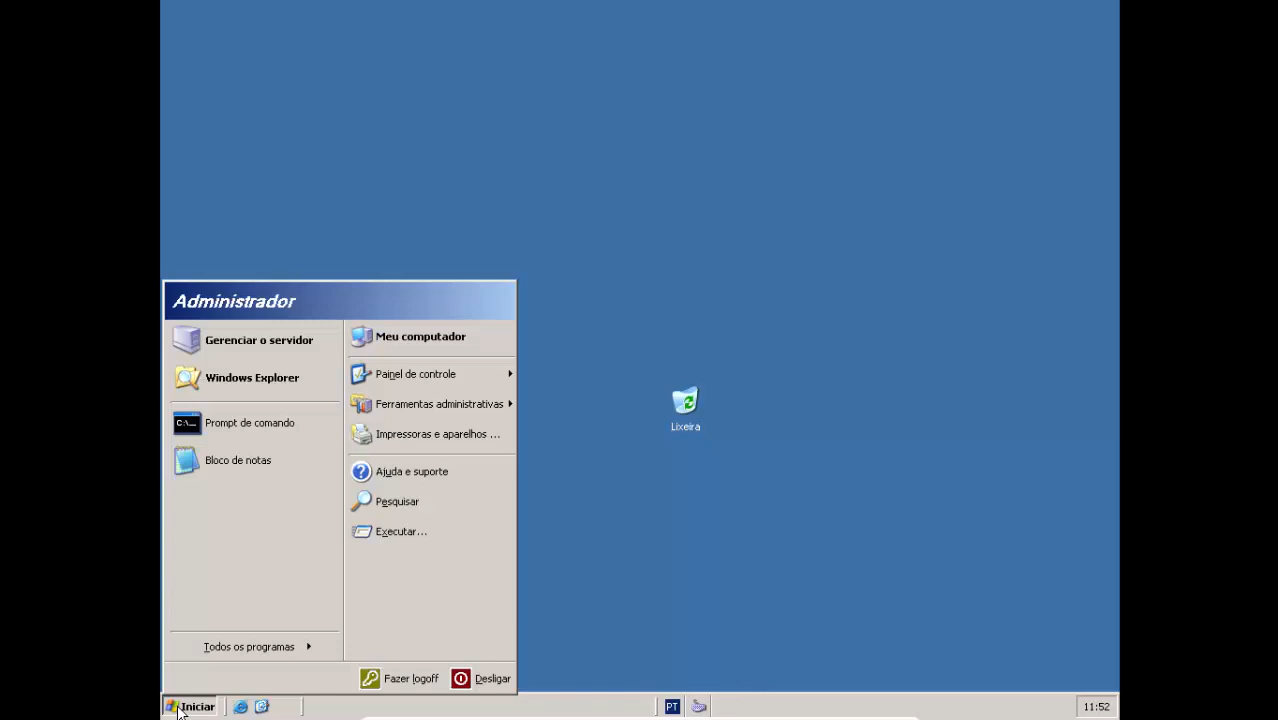 Administrador
Gerenciar o servidor
Windows Explorer
Prompt de comando
Bloco de notas
Todos os programas
Meu computador
Painel de controle
Ferramentas administrativas
Impressoras e aparelhos ...
Ajuda e suporte
Pesquisar
Executar...
Fazer logoff
Desligar
Lixeira
Iniciar
PT
11:52